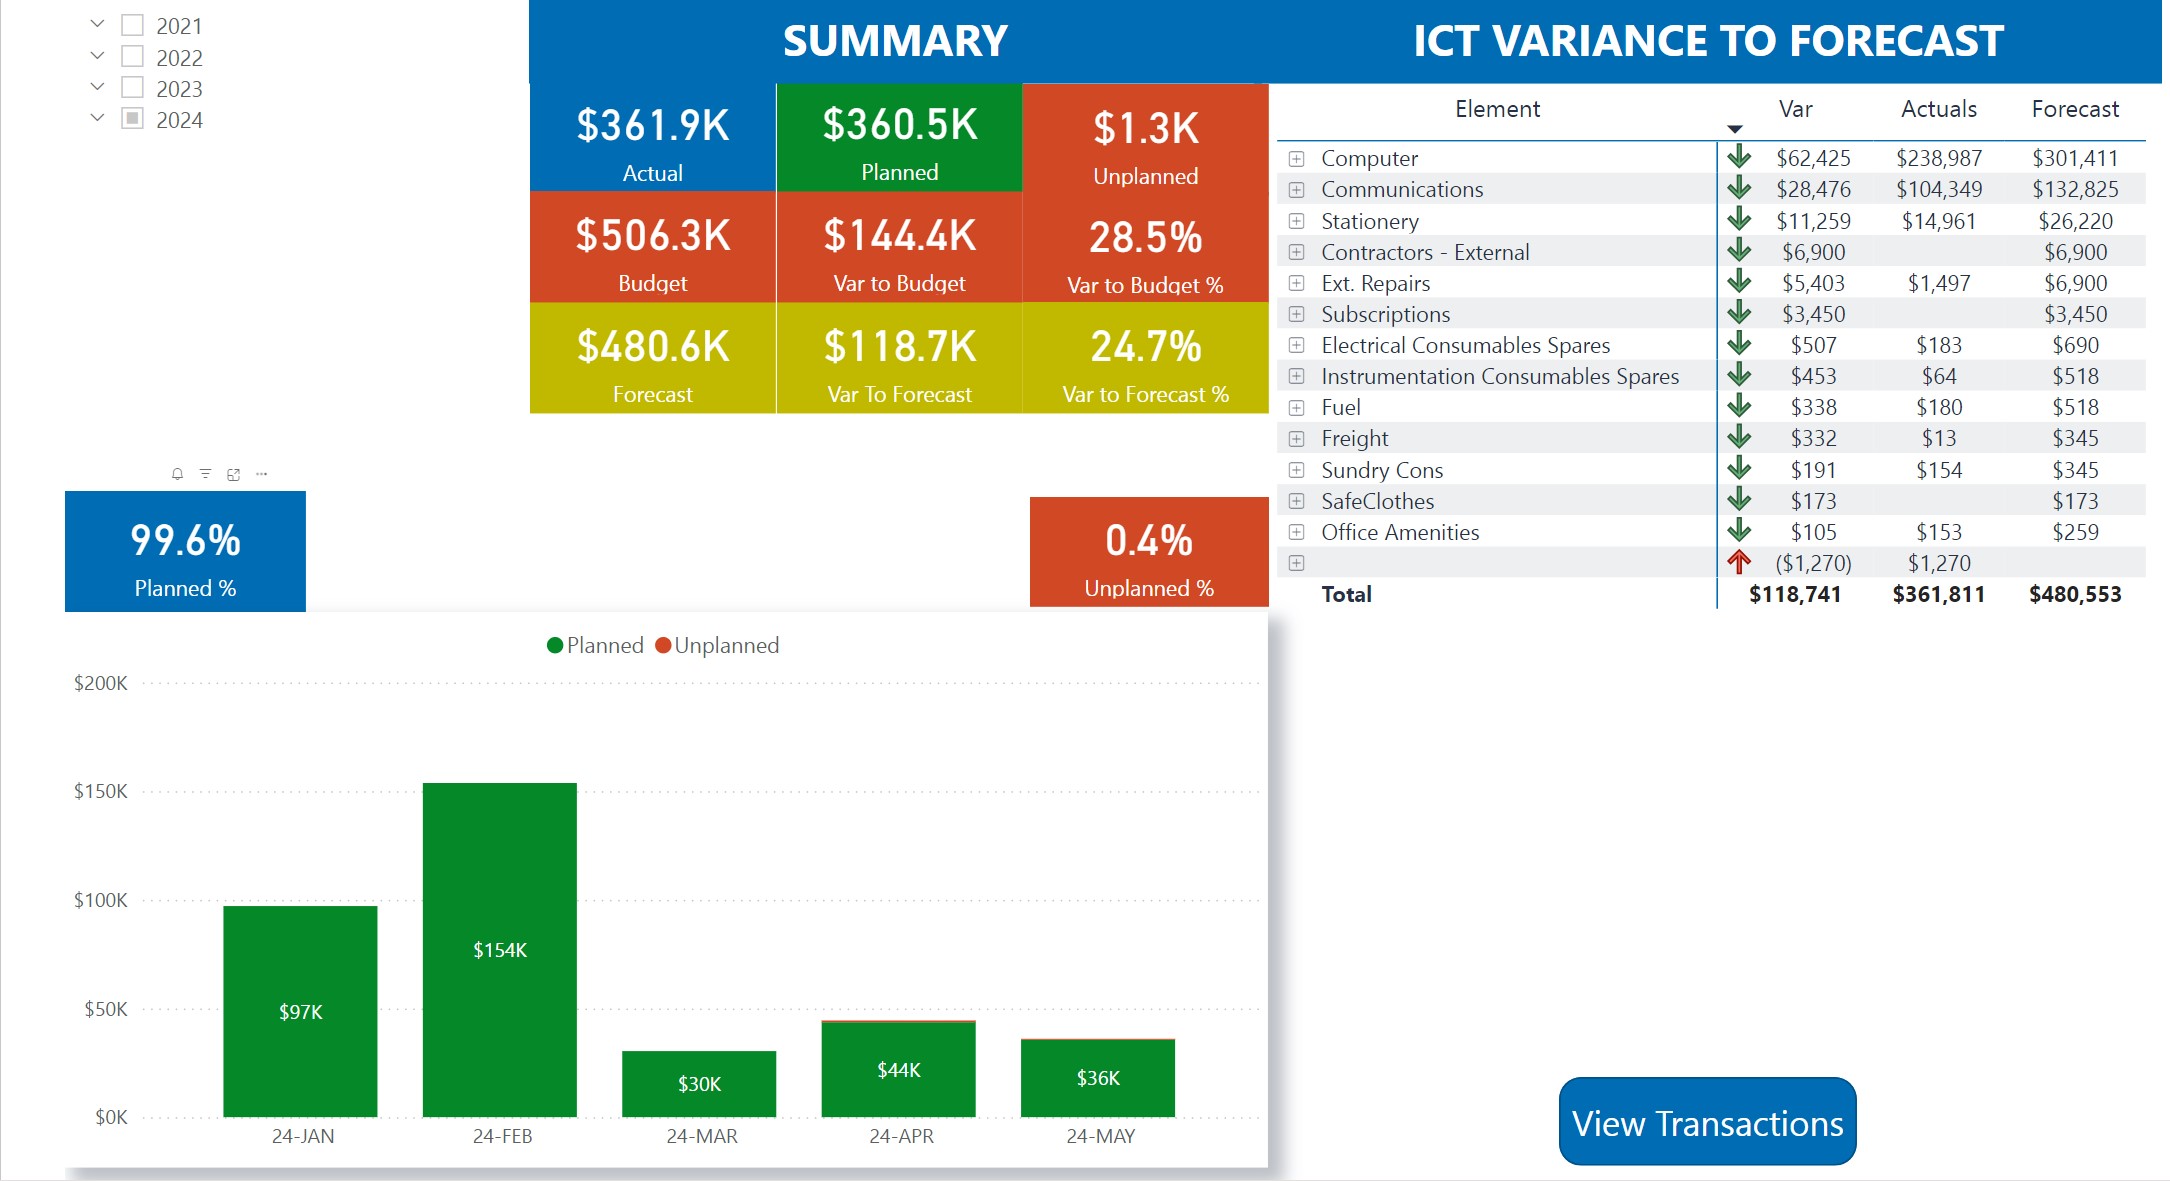 2021
2022
2023
2024
SUMMARY
$361.9K
Actual
$360.5K
Planned
$1.3K
Unplanned
$506.3K
Budget
$144.4K
Var to Budget
28.5%
Var to Budget %
$480.6K
Forecast
$118.7K
Var To Forecast
24.7%
Var to Forecast %
99.6%
Planned %
0.4%
Unplanned %
ICT VARIANCE TO FORECAST
Element Var Actuals Forecast
Computer $62,425 $238,987 $301,411
Communications $28,476 $104,349 $132,825
Stationery $11,259 $14,961 $26,220
Contractors - External $6,900 $6,900
Ext. Repairs $5,403 $1,497 $6,900
Subscriptions $3,450 $3,450
Electrical Consumables Spares $507 $183 $690
Instrumentation Consumables Spares $453 $64 $518
Fuel $338 $180 $518
Freight $332 $13 $345
Sundry Cons $191 $154 $345
SafeClothes $173 $173
Office Amenities $105 $153 $259
($1,270) $1,270
Total $118,741 $361,811 $480,553
Planned Unplanned
$200K
$150K
$100K
$50K
$0K
$97K
$154K
$30K
$44K
$36K
24-JAN 24-FEB 24-MAR 24-APR 24-MAY
View Transactions